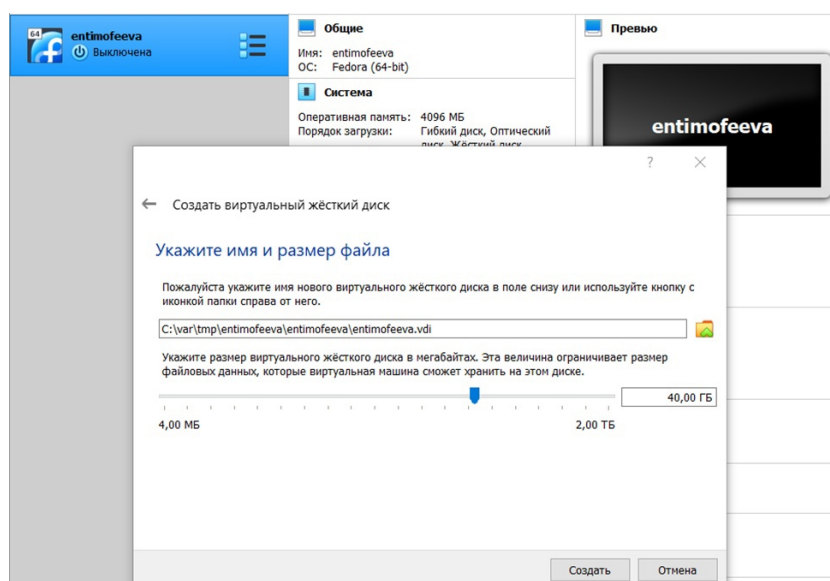 64
entimofeeva
Выключена
Общие
Имя: entimofeeva
ОС: Fedora (64-bit)
Система
Оперативная память: 4096 МБ
Порядок загрузки: Гибкий диск, Оптический
диск, Жёсткий диск
Превью
entimofeeva
?
Создать виртуальный жёсткий диск
Укажите имя и размер файла
Пожалуйста укажите имя нового виртуального жёсткого диска в поле снизу или используйте кнопку с
иконкой папки справа от него.
C:\var\tmp\entimofeeva\entimofeeva\entimofeeva.vdi
Укажите размер виртуального жёсткого диска в мегабайтах. Эта величина ограничивает размер
файловых данных, которые виртуальная машина сможет хранить на этом диске.
40,00 ГБ
4,00 МБ 2,00 ТБ
Создать Отмена